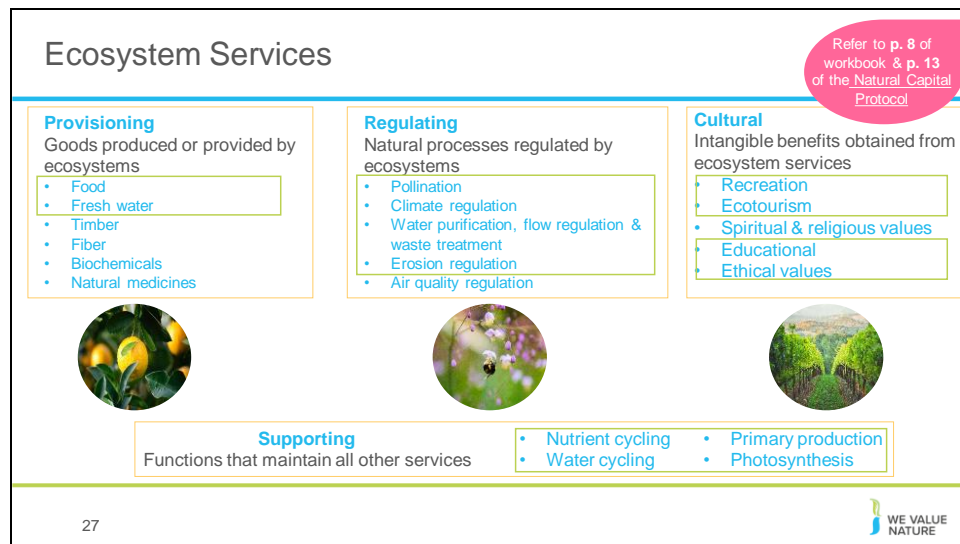 Ecosystem Services
Refer to p. 8 of
workbook & p. 13
of the Natural Capital
Protocol
Provisioning
Goods produced or provided by
ecosystems
• Food
• Fresh water
• Timber
• Fiber
• Biochemicals
• Natural medicines
Regulating
Natural processes regulated by
ecosystems
• Pollination
• Climate regulation
• Water purification, flow regulation &
waste treatment
• Erosion regulation
• Air quality regulation
Cultural
Intangible benefits obtained from
ecosystem services
• Recreation
• Ecotourism
• Spiritual & religious values
• Educational
• Ethical values
Supporting
Functions that maintain all other services
• Nutrient cycling
• Water cycling
• Primary production
• Photosynthesis
27
WE VALUE
NATURE